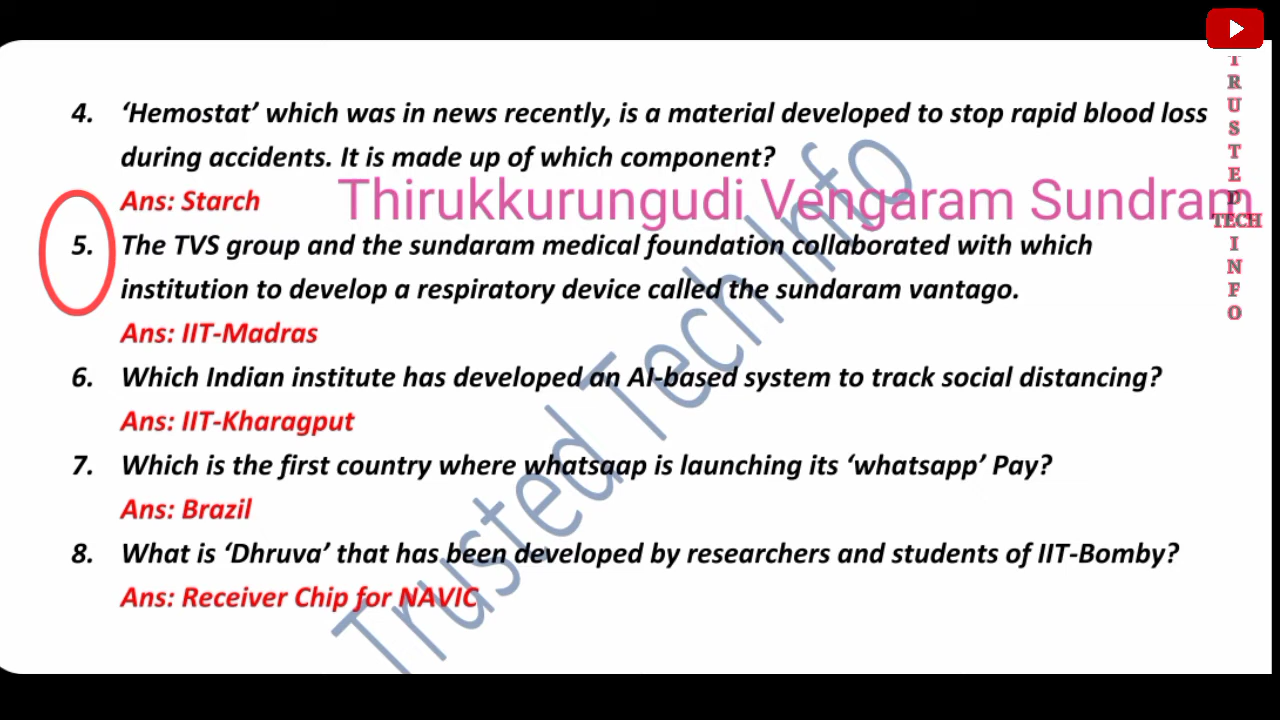 4. ‘Hemostat’ which was in news recently, is a material developed to stop rapid blood loss
during accidents. It is made up of which component?
Ans: Starch
Thirukkurungudi Vengaram Sundram
5. The TVS group and the sundaram medical foundation collaborated with which
institution to develop a respiratory device called the sundaram vantago.
Ans: IIT-Madras
6. Which Indian institute has developed an AI-based system to track social distancing?
Ans: IIT-Kharagput
7. Which is the first country where whatsaap is launching its ‘whatsapp’ Pay?
Ans: Brazil
8. What is ‘Dhruva’ that has been developed by researchers and students of IIT-Bomby?
Ans: Receiver Chip for NAVIC
Trusted Tech Info
TRUSTED
TECH
INFO